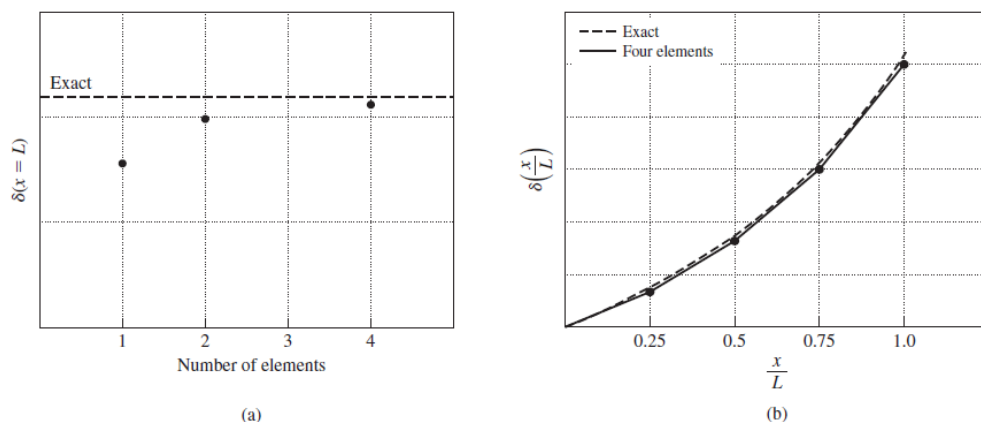 Exact
δ(x = L)
1 2 3 4
Number of elements
(a)
Exact
Four elements
δ(x/L)
0.25 0.5 0.75 1.0
x/L
(b)